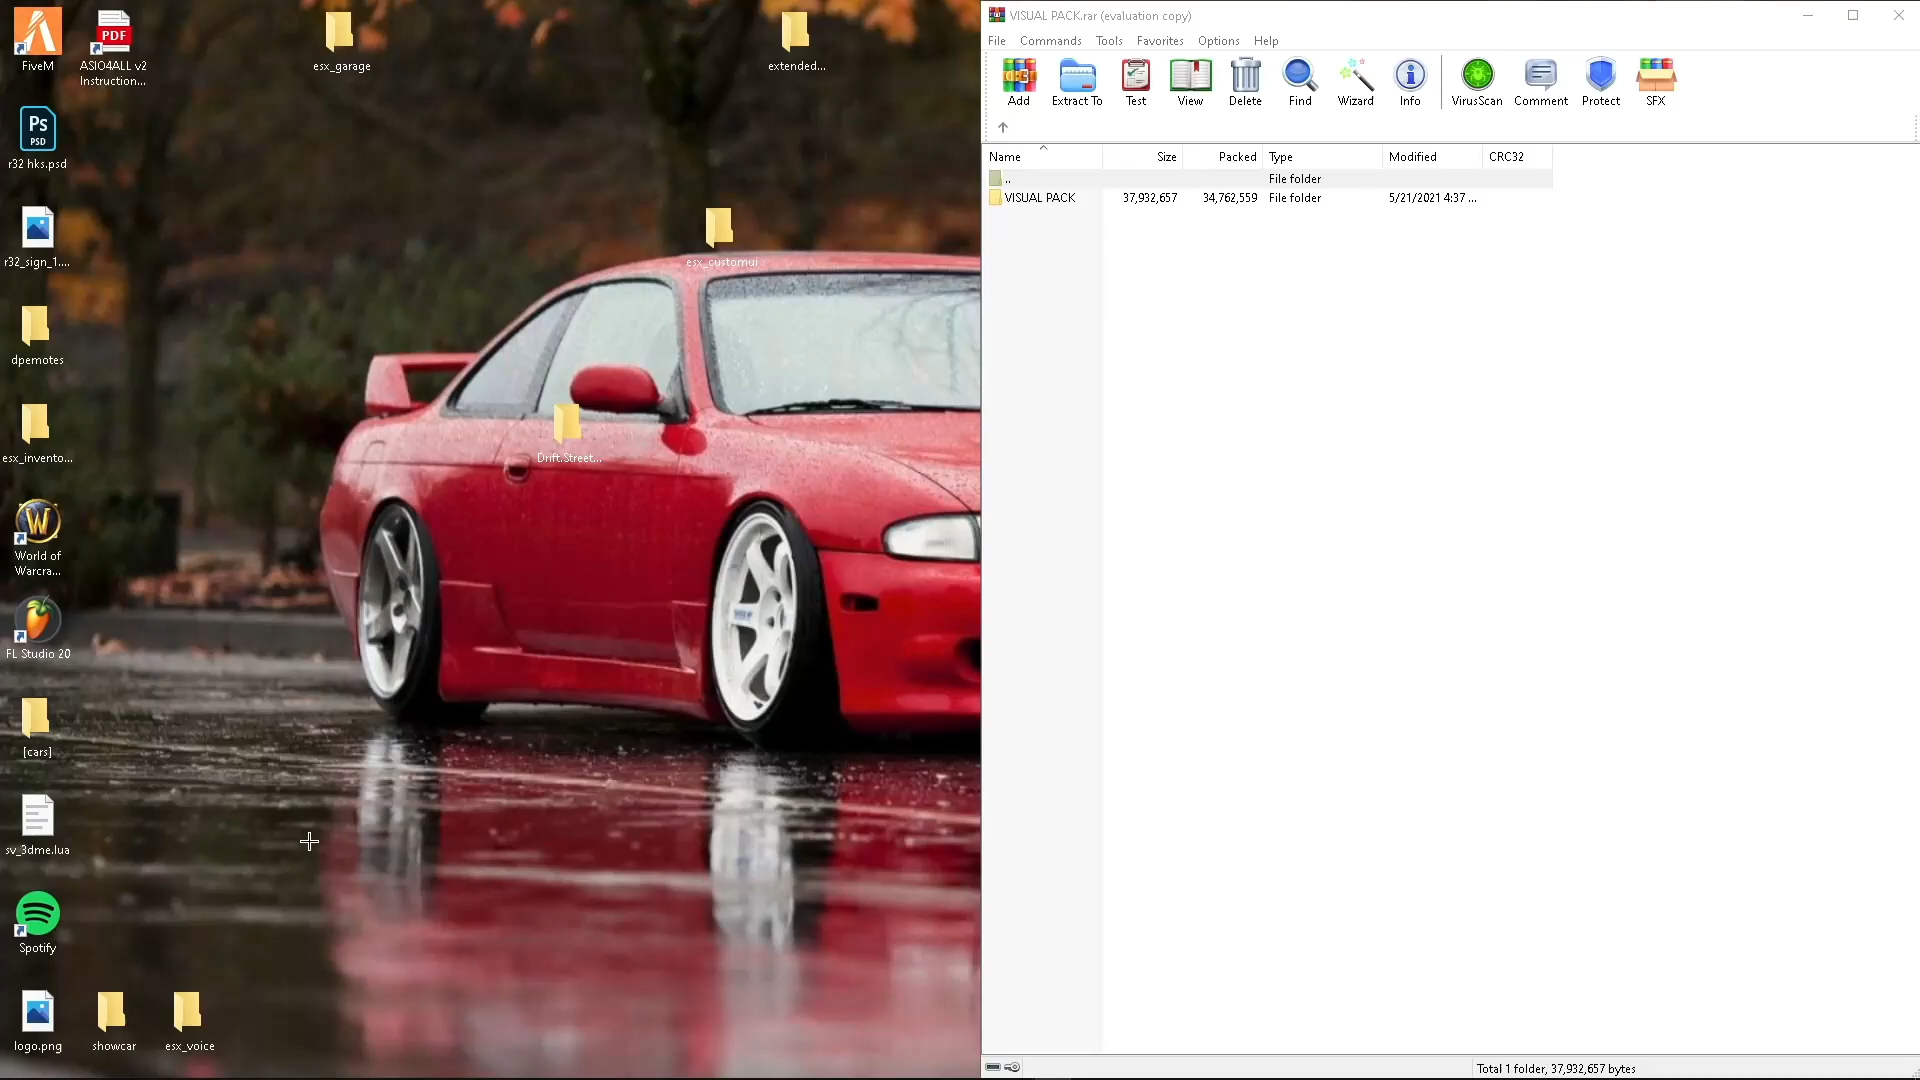 FiveM
PDF
ASIO4ALL v2
Instruction...
esx_garage
extended...
Ps
PSD
r32 hks.psd
r32_sign_1....
esx_customui
dpemotes
Drift.Street...
esx_invento...
W
World of
Warcra...
FL Studio 20
[cars]
sv_3dme.lua
Spotify
logo.png
showcar
esx_voice
VISUAL PACK.rar (evaluation copy)
File Commands Tools Favorites Options Help
Add Extract To Test View Delete Find Wizard Info VirusScan Comment Protect SFX
Name Size Packed Type Modified CRC32
.. File folder
VISUAL PACK 37,932,657 34,762,559 File folder 5/21/2021 4:37 ...
Total 1 folder, 37,932,657 bytes